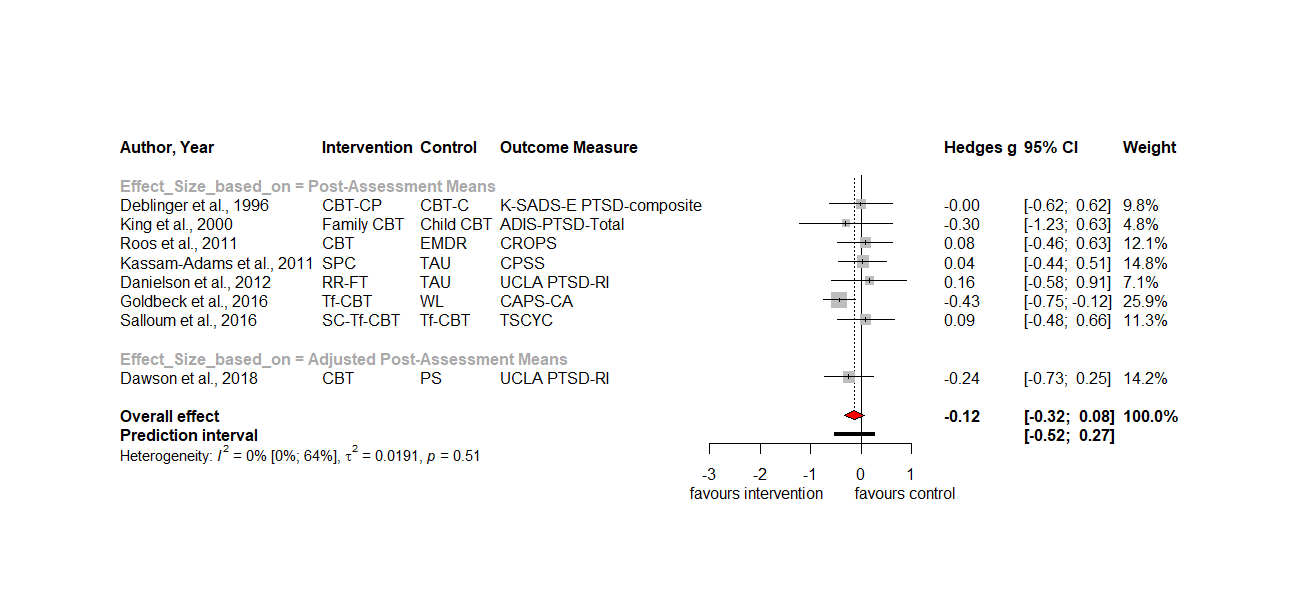 Author, Year Intervention Control Outcome Measure Hedges g 95% CI Weight
Effect_Size_based_on = Post-Assessment Means
Deblinger et al., 1996 CBT-CP CBT-C K-SADS-E PTSD-composite -0.00 [-0.62; 0.62] 9.8%
King et al., 2000 Family CBT Child CBT ADIS-PTSD-Total -0.30 [-1.23; 0.63] 4.8%
Roos et al., 2011 CBT EMDR CROPS 0.08 [-0.46; 0.63] 12.1%
Kassam-Adams et al., 2011 SPC TAU CPSS 0.04 [-0.44; 0.51] 14.8%
Danielson et al., 2012 RR-FT TAU UCLA PTSD-RI 0.16 [-0.58; 0.91] 7.1%
Goldbeck et al., 2016 Tf-CBT WL CAPS-CA -0.43 [-0.75; -0.12] 25.9%
Salloum et al., 2016 SC-Tf-CBT Tf-CBT TSCYC 0.09 [-0.48; 0.66] 11.3%
Effect_Size_based_on = Adjusted Post-Assessment Means
Dawson et al., 2018 CBT PS UCLA PTSD-RI -0.24 [-0.73; 0.25] 14.2%
Overall effect -0.12 [-0.32; 0.08] 100.0%
Prediction interval [-0.52; 0.27]
Heterogeneity: I² = 0% [0%; 64%], τ² = 0.0191, p = 0.51
-3 -2 -1 0 1
favours intervention favours control